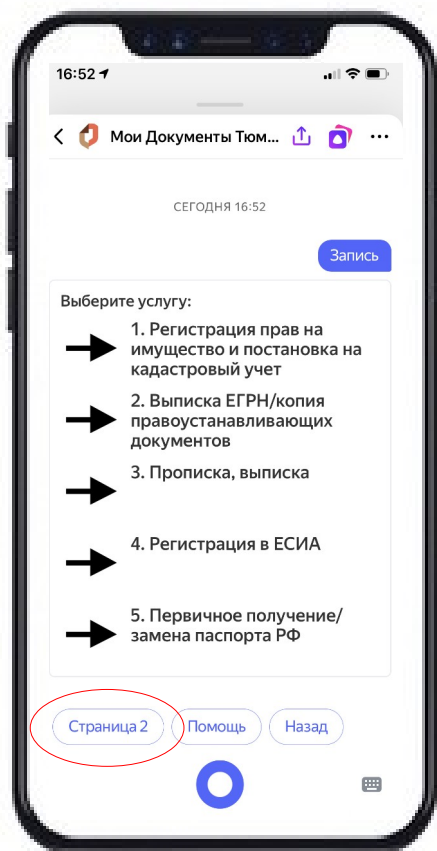 16:52
Мои Документы Тюм...
СЕГОДНЯ 16:52
Запись
Выберите услугу:
1. Регистрация прав на
имущество и постановка на
кадастровый учет
2. Выписка ЕГРН/копия
правоустанавливающих
документов
3. Прописка, выписка
4. Регистрация в ЕСИА
5. Первичное получение/
замена паспорта РФ
Страница 2 Помощь Назад